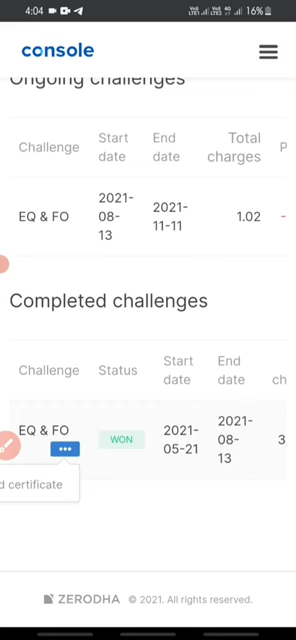 4:04 16%
console
Ongoing challenges
Challenge Start date End date Total charges P
EQ & FO 2021-08-13 2021-11-11 1.02 -
Completed challenges
Challenge Status Start date End date ch
EQ & FO WON 2021-05-21 2021-08-13 3
d certificate
ZERODHA © 2021. All rights reserved.